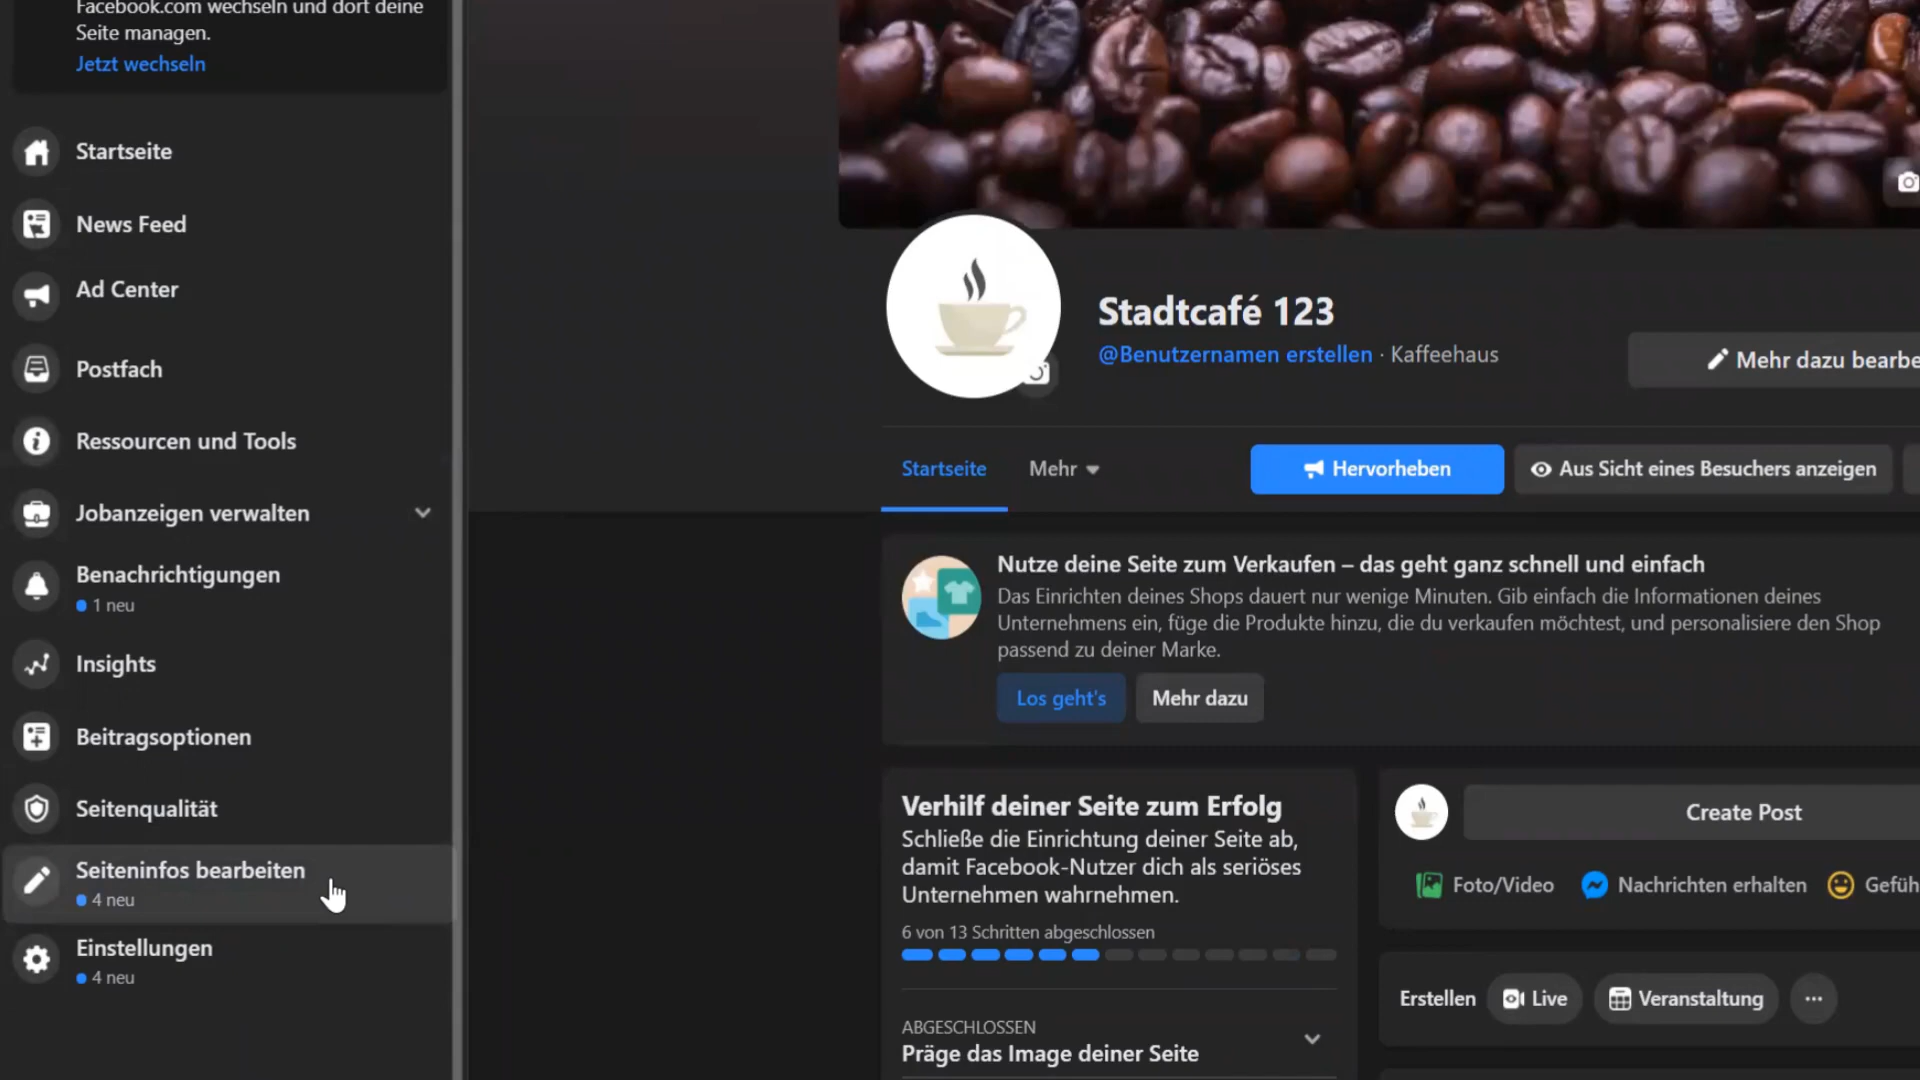 Facebook.com wechseln und dort deine
Seite managen.
Jetzt wechseln
Startseite
News Feed
Ad Center
Postfach
Ressourcen und Tools
Jobanzeigen verwalten
Benachrichtigungen
1 neu
Insights
Beitragsoptionen
Seitenqualität
Seiteninfos bearbeiten
4 neu
Einstellungen
4 neu
Stadtcafé 123
@Benutzernamen erstellen · Kaffeehaus
Mehr dazu bearbe
Startseite
Mehr
Hervorheben
Aus Sicht eines Besuchers anzeigen
Nutze deine Seite zum Verkaufen – das geht ganz schnell und einfach
Das Einrichten deines Shops dauert nur wenige Minuten. Gib einfach die Informationen deines
Unternehmens ein, füge die Produkte hinzu, die du verkaufen möchtest, und personalisiere den Shop
passend zu deiner Marke.
Los geht's
Mehr dazu
Verhilf deiner Seite zum Erfolg
Schließe die Einrichtung deiner Seite ab,
damit Facebook-Nutzer dich als seriöses
Unternehmen wahrnehmen.
6 von 13 Schritten abgeschlossen
ABGESCHLOSSEN
Präge das Image deiner Seite
Create Post
Foto/Video
Nachrichten erhalten
Gefüh
Erstellen
Live
Veranstaltung